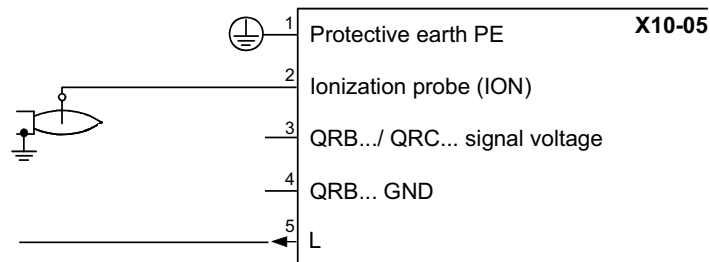 X10-05
1 Protective earth PE
2 Ionization probe (ION)
3 QRB.../ QRC... signal voltage
4 QRB... GND
5 L